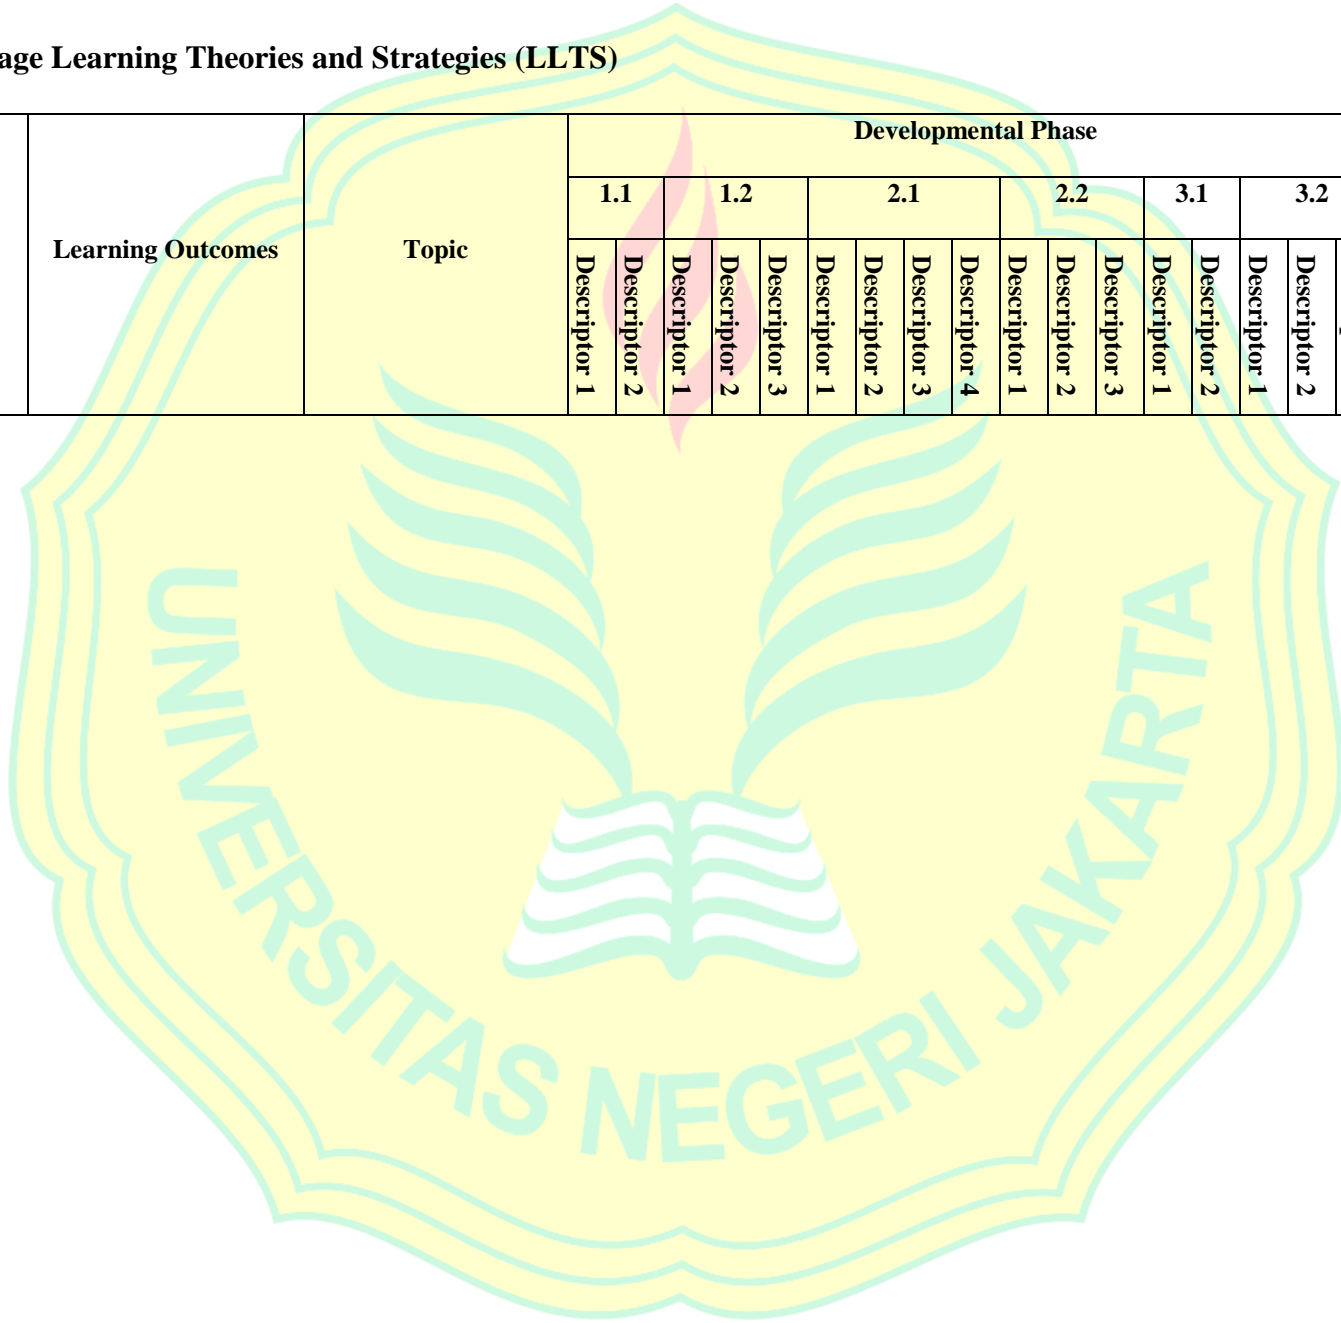 age Learning Theories and Strategies (LLTS)
Learning Outcomes
Topic
Developmental Phase
1.1 1.2 2.1 2.2 3.1 3.2
Descriptor 1
Descriptor 2
Descriptor 1
Descriptor 2
Descriptor 3
Descriptor 1
Descriptor 2
Descriptor 3
Descriptor 4
Descriptor 1
Descriptor 2
Descriptor 3
Descriptor 1
Descriptor 2
Descriptor 1
Descriptor 2
UNIVERSITAS NEGERI JAKARTA